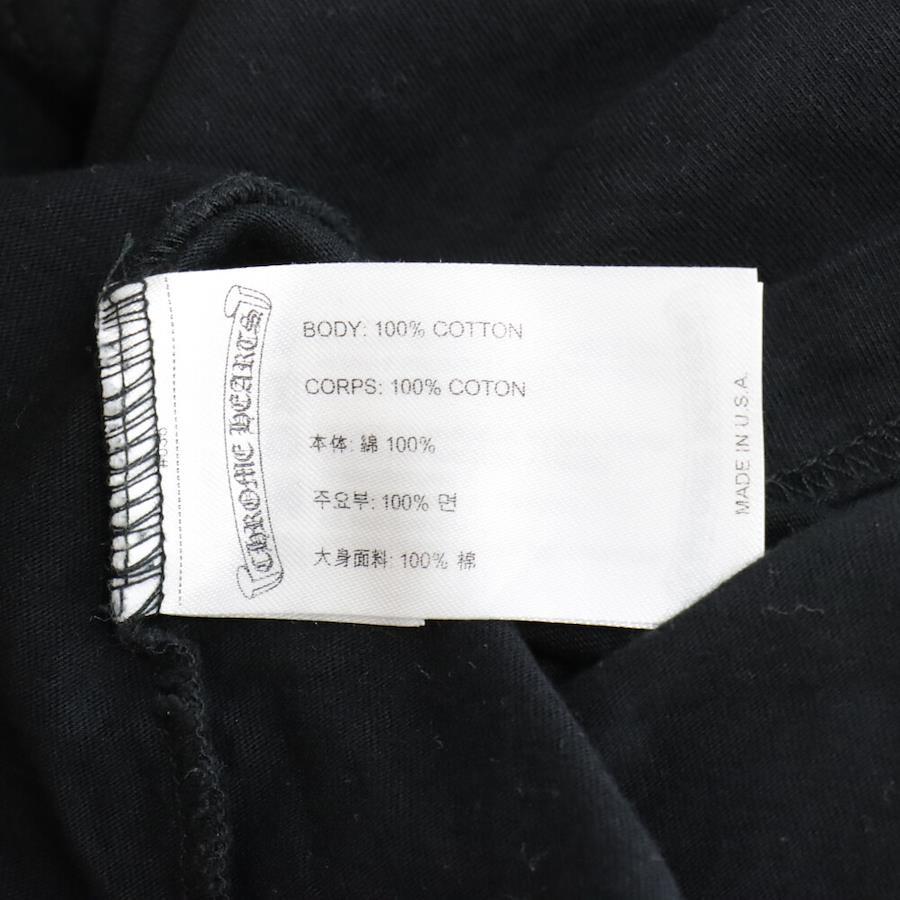 CHROME HEARTS
BODY: 100% COTTON
CORPS: 100% COTON
本体: 綿 100%
주요부: 100% 면
大身面料: 100% 棉
MADE IN U.S.A.